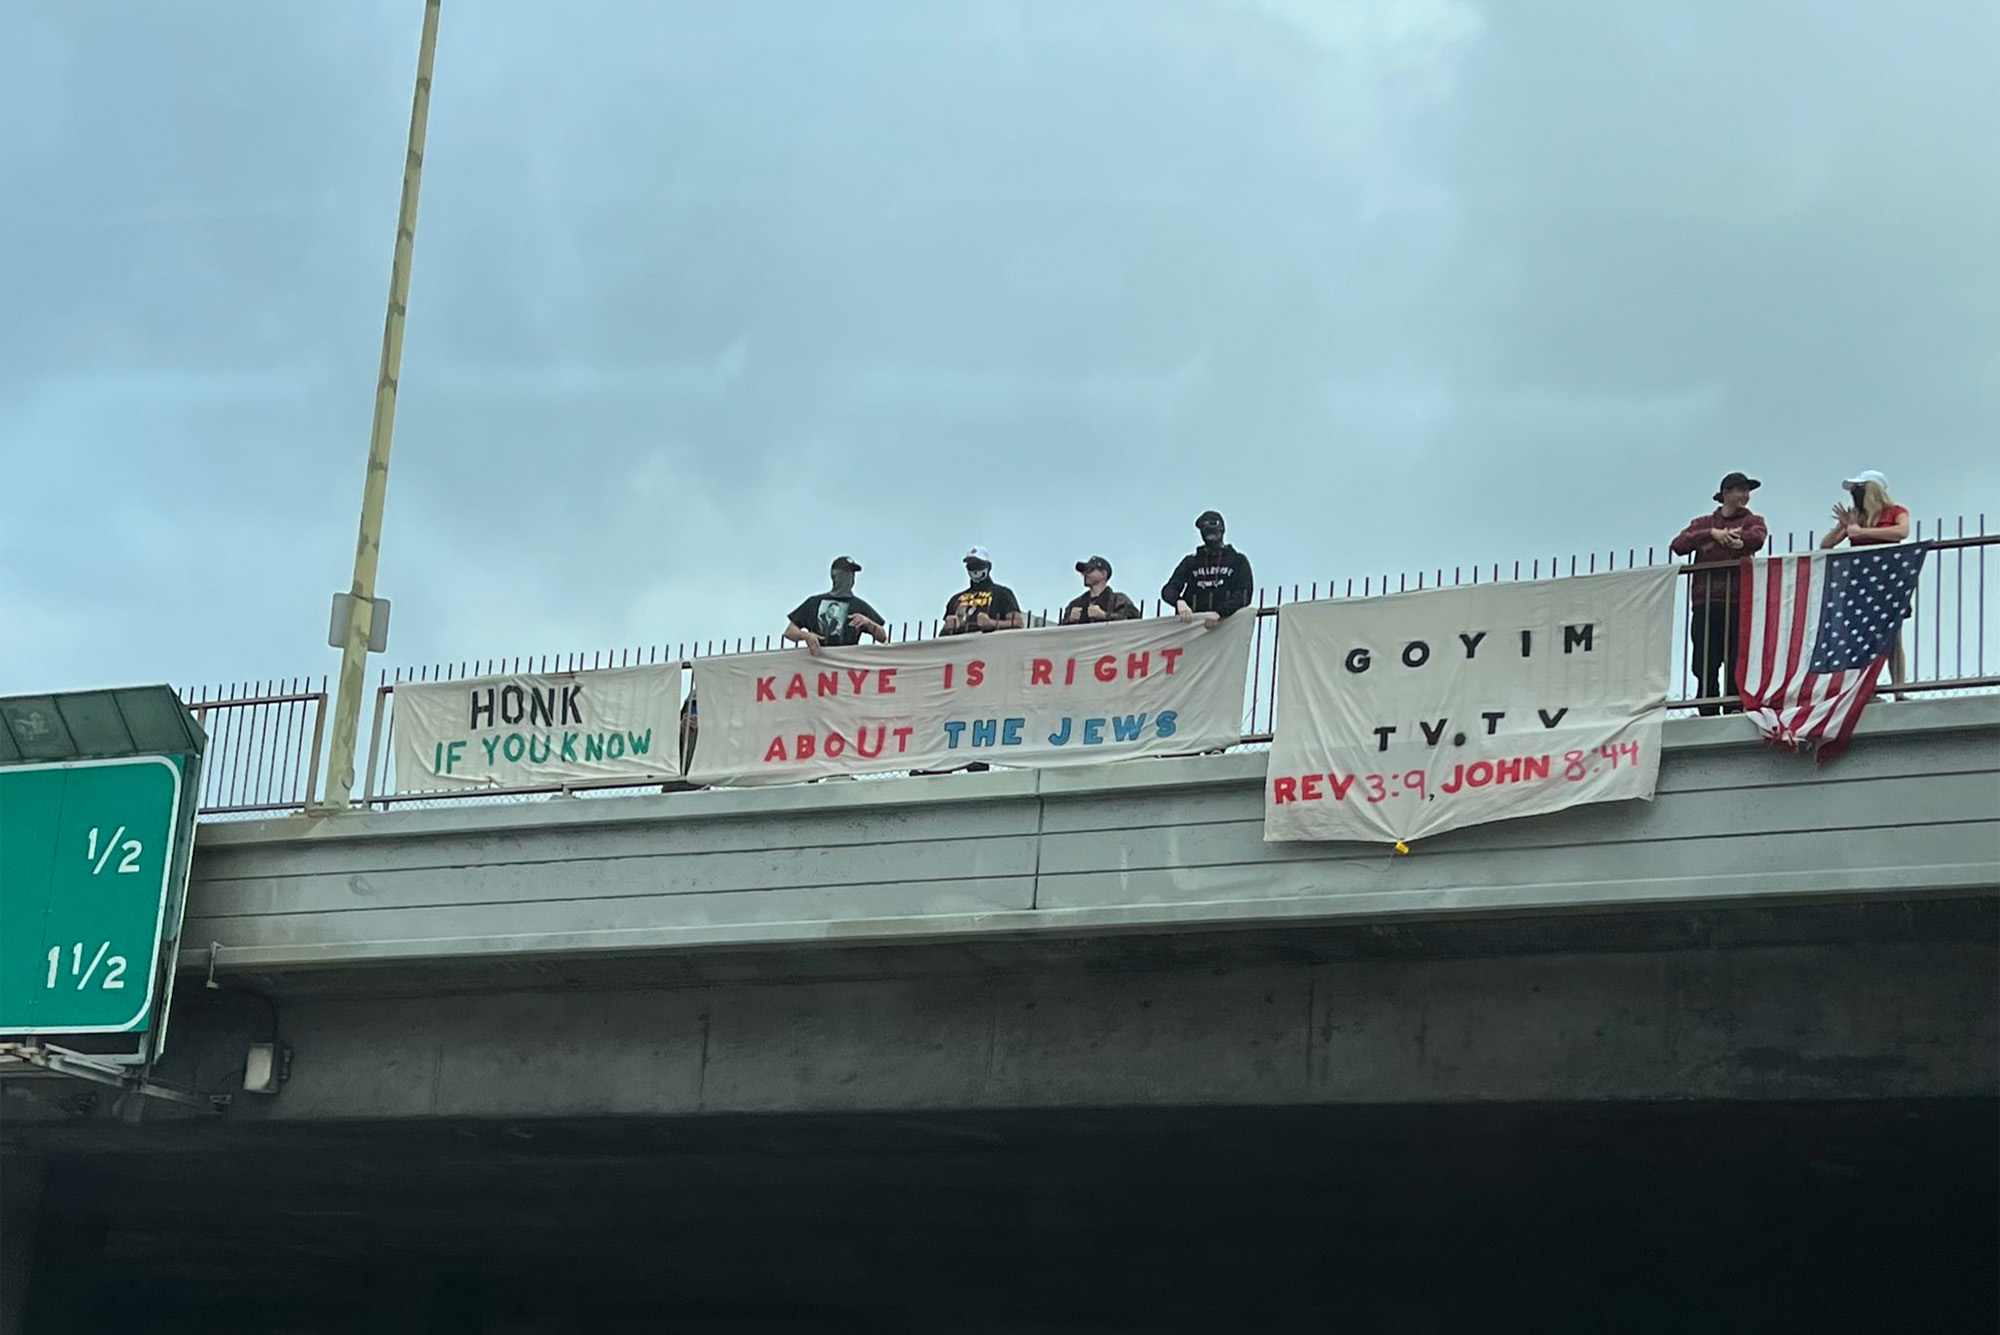 HONK
IF YOU KNOW
KANYE IS RIGHT
ABOUT THE JEWS
GOYIM
TV.TV
REV 3:9, JOHN 8:44
1/2
1 1/2